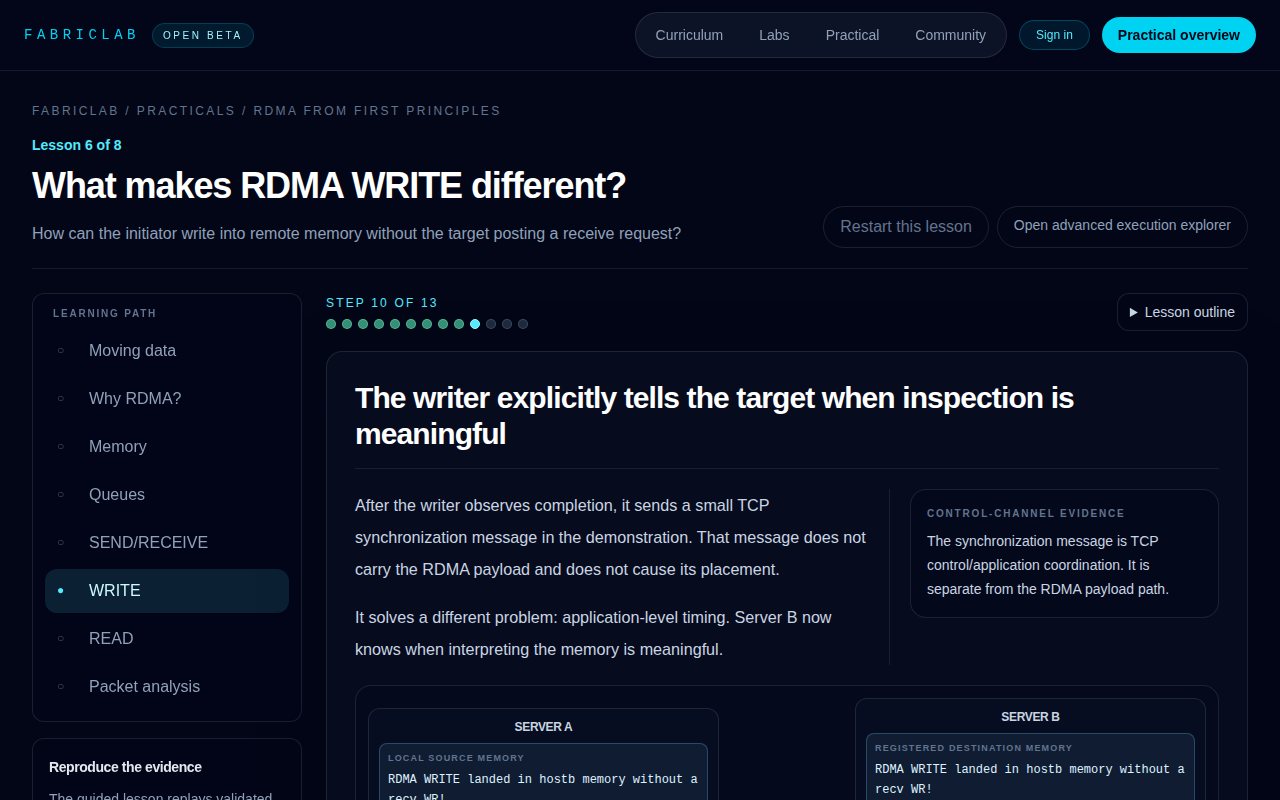 FABRICLAB
OPEN BETA
Curriculum
Labs
Practical
Community
Sign in
Practical overview
FABRICLAB / PRACTICALS / RDMA FROM FIRST PRINCIPLES
Lesson 6 of 8
What makes RDMA WRITE different?
How can the initiator write into remote memory without the target posting a receive request?
Restart this lesson
Open advanced execution explorer
LEARNING PATH
Moving data
Why RDMA?
Memory
Queues
SEND/RECEIVE
WRITE
READ
Packet analysis
Reproduce the evidence
The guided lesson replays validated
STEP 10 OF 13
Lesson outline
The writer explicitly tells the target when inspection is
meaningful
After the writer observes completion, it sends a small TCP
synchronization message in the demonstration. That message does not
carry the RDMA payload and does not cause its placement.
It solves a different problem: application-level timing. Server B now
knows when interpreting the memory is meaningful.
CONTROL-CHANNEL EVIDENCE
The synchronization message is TCP
control/application coordination. It is
separate from the RDMA payload path.
SERVER A
LOCAL SOURCE MEMORY
RDMA WRITE landed in hostb memory without a
recv WR!
SERVER B
REGISTERED DESTINATION MEMORY
RDMA WRITE landed in hostb memory without a
recv WR!